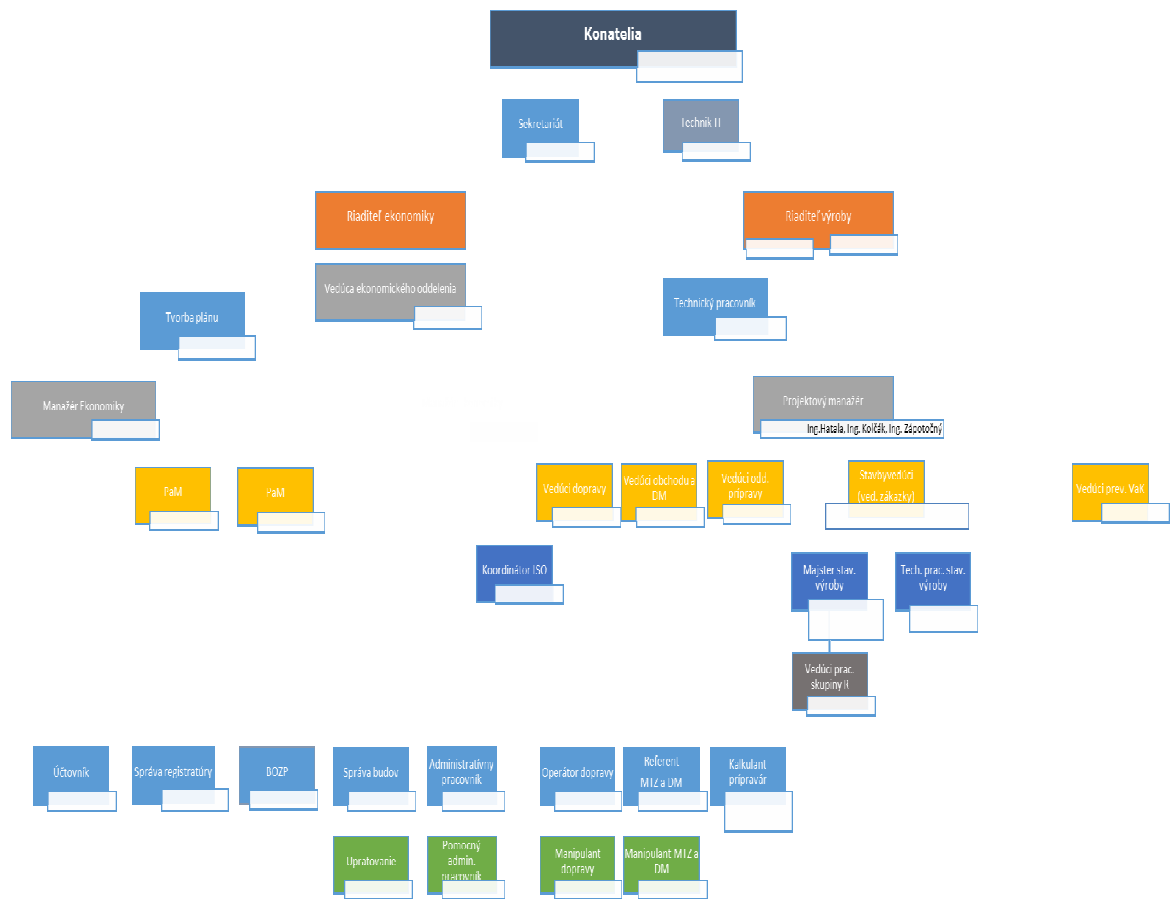 Konatelia
Sekretariát
Technik IT
Riaditeľ ekonomiky
Riaditeľ výroby
Vedúca ekonomického oddelenia
Technický pracovník
Tvorba plánu
Manažér Ekonomiky
Projektový manažér
Ing.Hatala, Ing. Kolčák, Ing. Zápotočný
PaM
PaM
Vedúci dopravy
Vedúci obchodu a
DM
Vedúci odd.
prípravy
Stavbyvedúci
(ved. zákazky)
Vedúci prev. VaK
Koordinátor ISO
Majster stav.
výroby
Tech. prac. stav.
výroby
Vedúci prac.
skupiny R
Účtovník
Správa registratúry
BOZP
Správa budov
Administratívny
pracovník
Operátor dopravy
Referent
MTZ a DM
Kalkulant
prípravár
Upratovanie
Pomocný
admin.
pracovník
Manipulant
dopravy
Manipulant MTZ a
DM